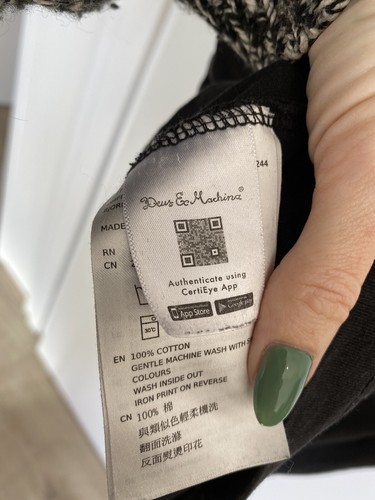 244
Deus Ex Machina®
Authenticate using
CertiEye App
App Store
Google play
MADE
RN
CN
30°C
EN 100% COTTON
GENTLE MACHINE WASH WITH S
COLOURS
WASH INSIDE OUT
IRON PRINT ON REVERSE
CN 100% 棉
與類似色輕柔機洗
翻面洗滌
反面熨燙印花